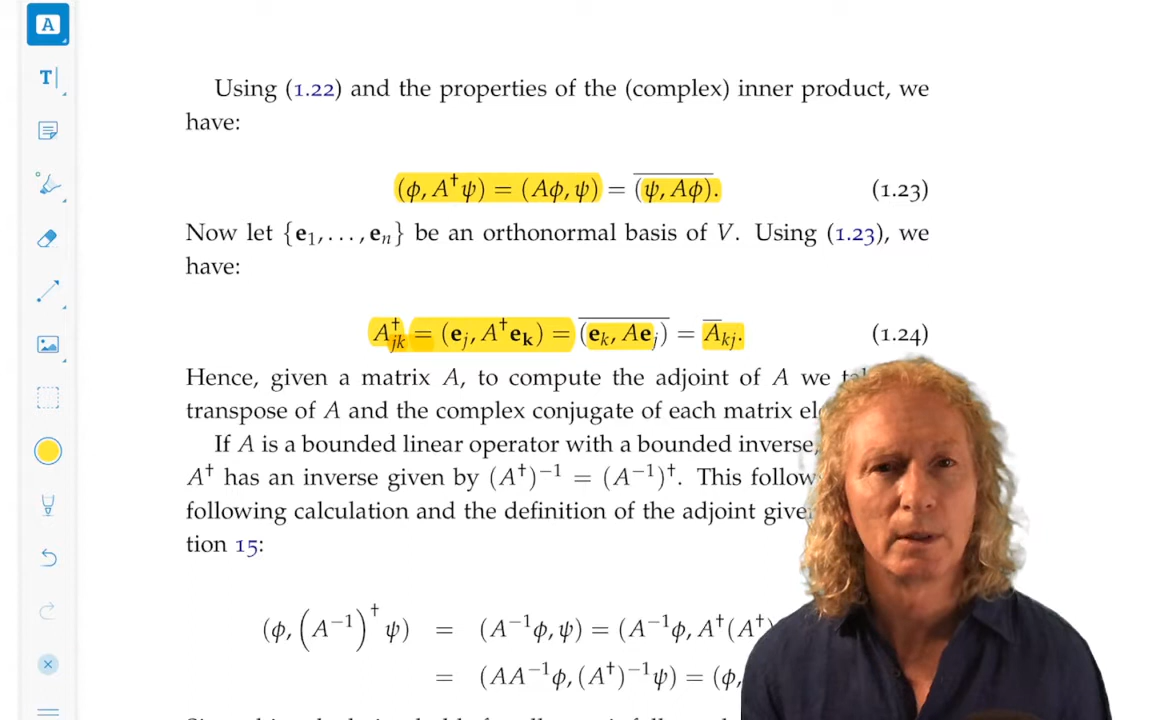 A
T
Using (1.22) and the properties of the (complex) inner product, we
have:
(ϕ, A†ψ) = (Aϕ, ψ) = \overline{(ψ, Aϕ)}. (1.23)
Now let {e₁, . . . , eₙ} be an orthonormal basis of V. Using (1.23), we
have:
A†ⱼₖ = (eⱼ, A†eₖ) = \overline{(eₖ, Aeⱼ)} = \overline{A}ₖⱼ. (1.24)
Hence, given a matrix A, to compute the adjoint of A we
transpose of A and the complex conjugate of each matrix
If A is a bounded linear operator with a bounded inverse,
A† has an inverse given by (A†)⁻¹ = (A⁻¹)†. This
following calculation and the definition of the adjoint
tion 15:
(ϕ, (A⁻¹)† ψ) = (A⁻¹ϕ, ψ) = (A⁻¹ϕ, A†(A†)
= (AA⁻¹ϕ, (A†)⁻¹ψ) = (ϕ,